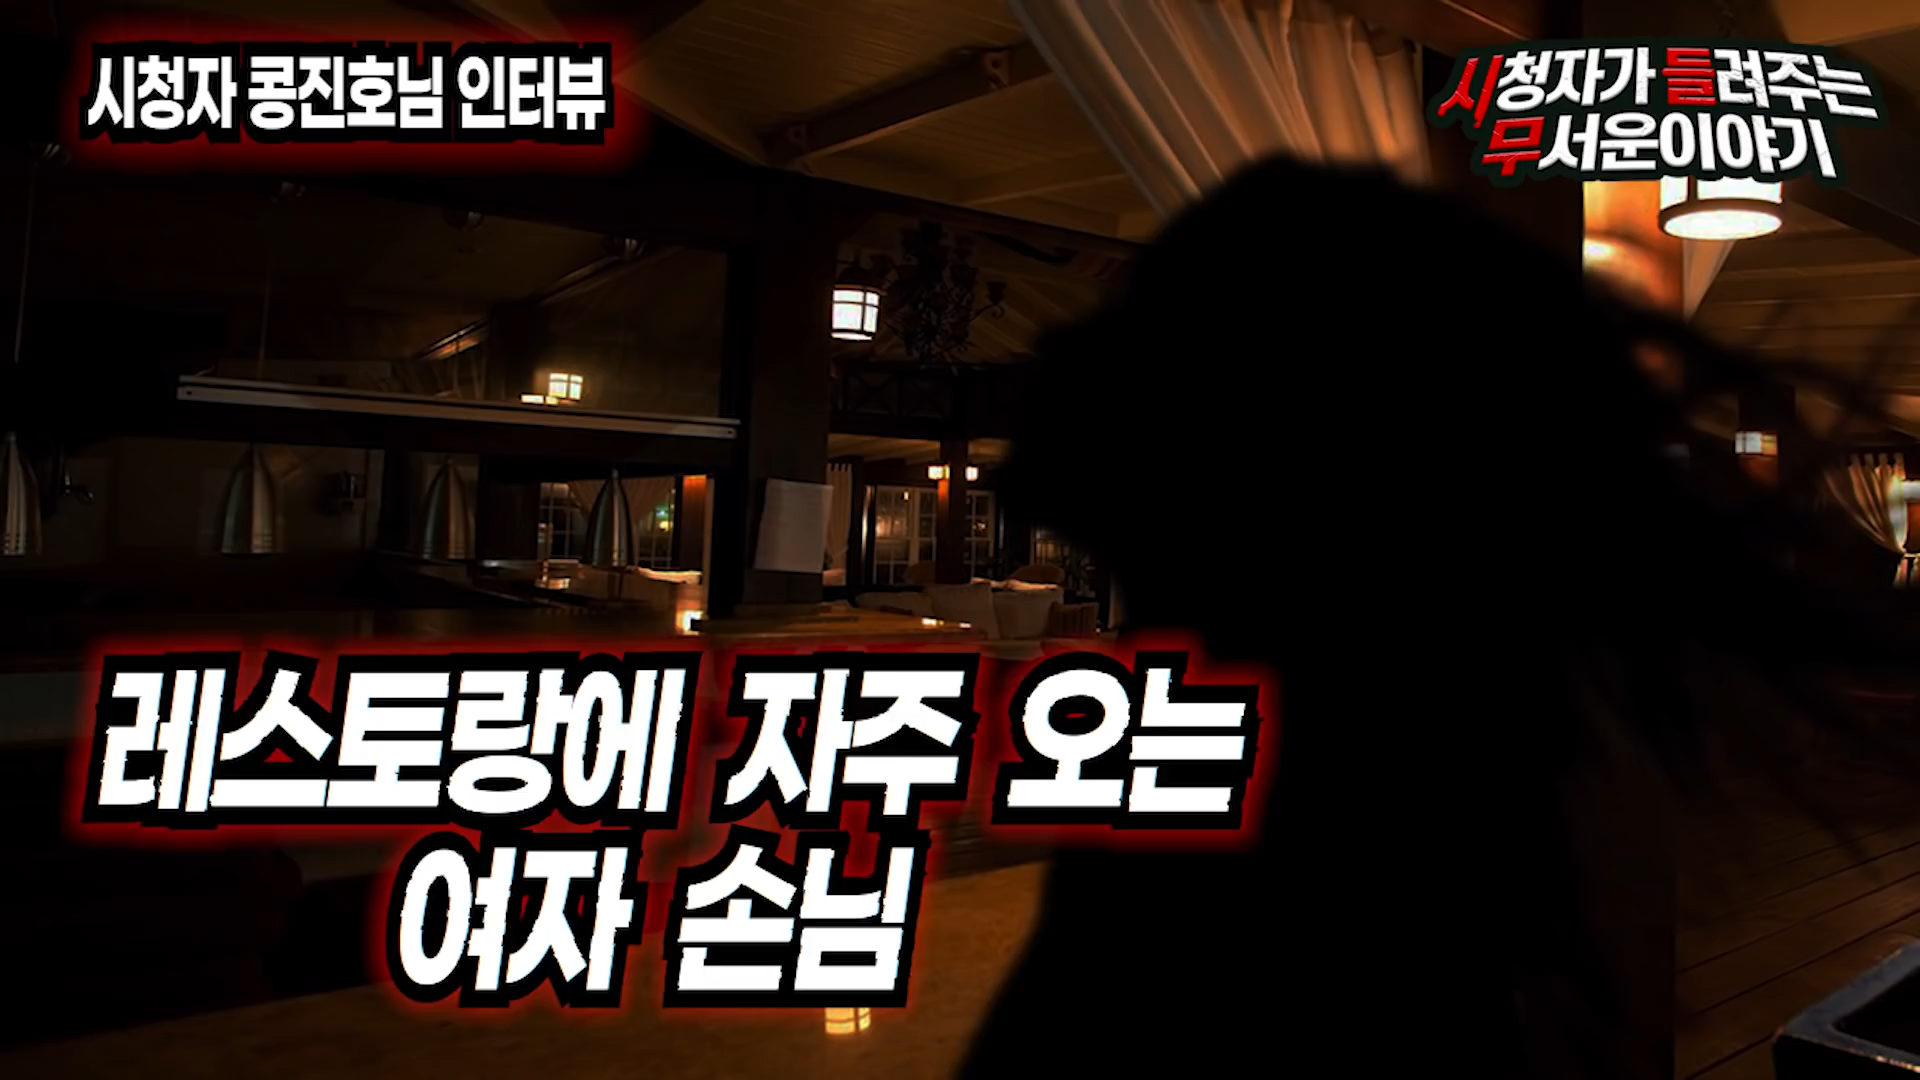 시청자 콩진호님 인터뷰
시청자가 들려주는
무서운이야기
레스토랑에 자주 오는
여자 손님